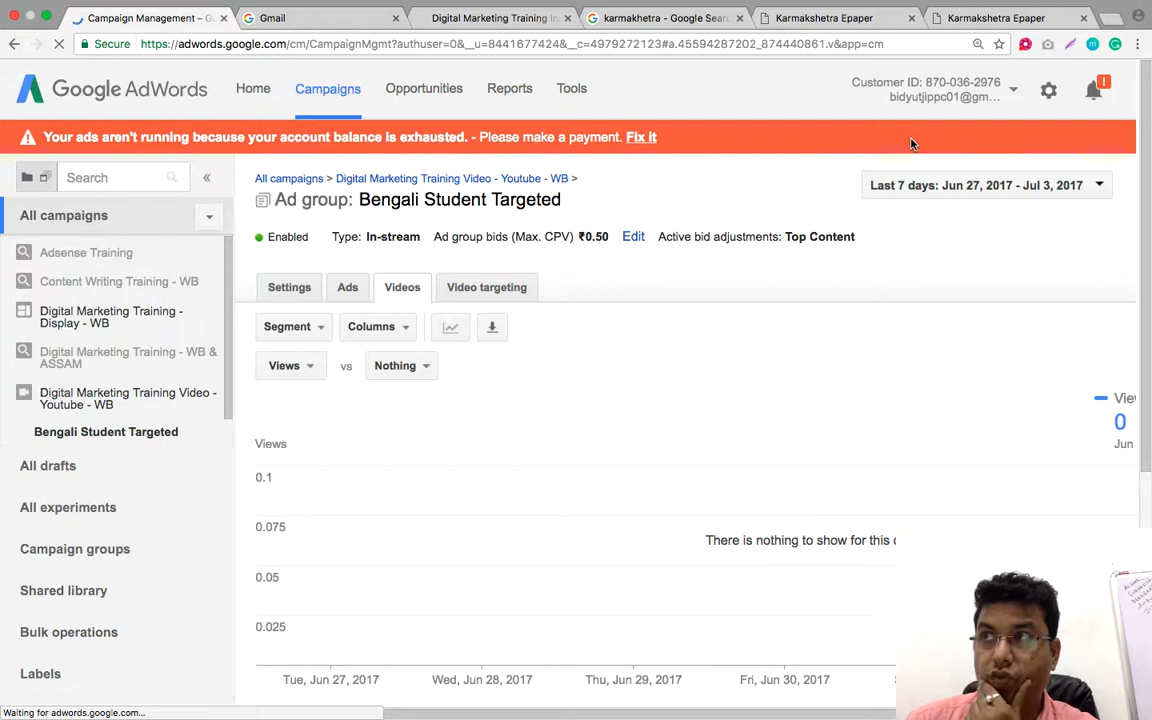 Campaign Management – G
Gmail
Digital Marketing Training In
karmakhetra - Google Sear
Karmakshetra Epaper
Karmakshetra Epaper
Secure
https://adwords.google.com/cm/CampaignMgmt?authuser=0&__u=8441677424&__c=4979272123#a.45594287202_874440861.v&app=cm
Google AdWords
Home
Campaigns
Opportunities
Reports
Tools
Customer ID: 870-036-2976
bidyutjippc01@gm...
Your ads aren't running because your account balance is exhausted. - Please make a payment. Fix it
Search
All campaigns > Digital Marketing Training Video - Youtube - WB >
Last 7 days: Jun 27, 2017 - Jul 3, 2017
Ad group: Bengali Student Targeted
All campaigns
Enabled Type: In-stream Ad group bids (Max. CPV) ₹0.50 Edit Active bid adjustments: Top Content
Adsense Training
Content Writing Training - WB
Digital Marketing Training -
Display - WB
Digital Marketing Training - WB &
ASSAM
Digital Marketing Training Video -
Youtube - WB
Bengali Student Targeted
All drafts
All experiments
Campaign groups
Shared library
Bulk operations
Labels
Settings
Ads
Videos
Video targeting
Segment
Columns
Views vs Nothing
Vie
0
Jun
Views
0.1
0.075
There is nothing to show for this
0.05
0.025
Tue, Jun 27, 2017
Wed, Jun 28, 2017
Thu, Jun 29, 2017
Fri, Jun 30, 2017
Waiting for adwords.google.com...